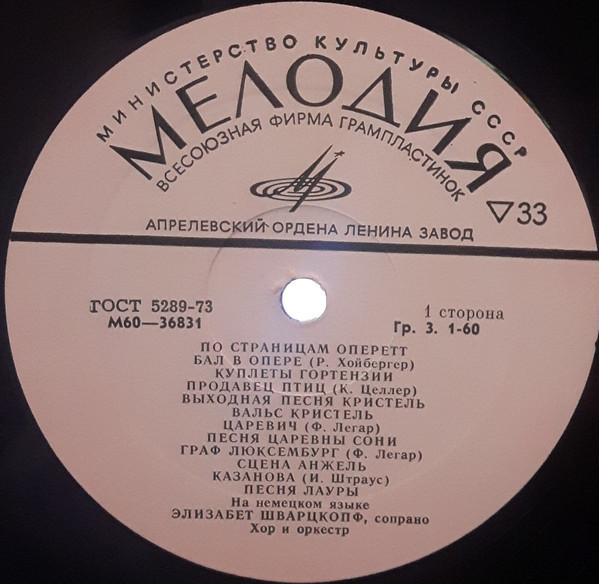 МИНИСТЕРСТВО КУЛЬТУРЫ СССР
МЕЛОДИЯ
ВСЕСОЮЗНАЯ ФИРМА ГРАМПЛАСТИНОК
▽33
АПРЕЛЕВСКИЙ ОРДЕНА ЛЕНИНА ЗАВОД
ГОСТ 5289-73
М60—36831
1 сторона
Гр. 3. 1-60
ПО СТРАНИЦАМ ОПЕРЕТТ
БАЛ В ОПЕРЕ (Р. Хойбергер)
КУПЛЕТЫ ГОРТЕНЗИИ
ПРОДАВЕЦ ПТИЦ (К. Целлер)
ВЫХОДНАЯ ПЕСНЯ КРИСТЕЛЬ
ВАЛЬС КРИСТЕЛЬ
ЦАРЕВИЧ (Ф. Легар)
ПЕСНЯ ЦАРЕВНЫ СОНИ
ГРАФ ЛЮКСЕМБУРГ (Ф. Легар)
СЦЕНА АНЖЕЛЬ
КАЗАНОВА (И. Штраус)
ПЕСНЯ ЛАУРЫ
На немецком языке
ЭЛИЗАБЕТ ШВАРЦКОПФ, сопрано
Хор и оркестр